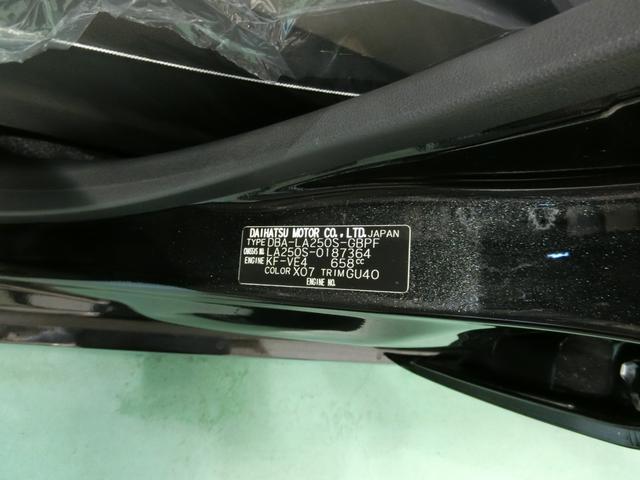 DAIHATSU MOTOR CO., LTD. JAPAN
TYPE DBA-LA250S-GBPF
CHASSIS NO. LA250S-0187364
ENGINE KF-VE4 658cc
COLOR X07 TRIM GU40
ENGINE NO.